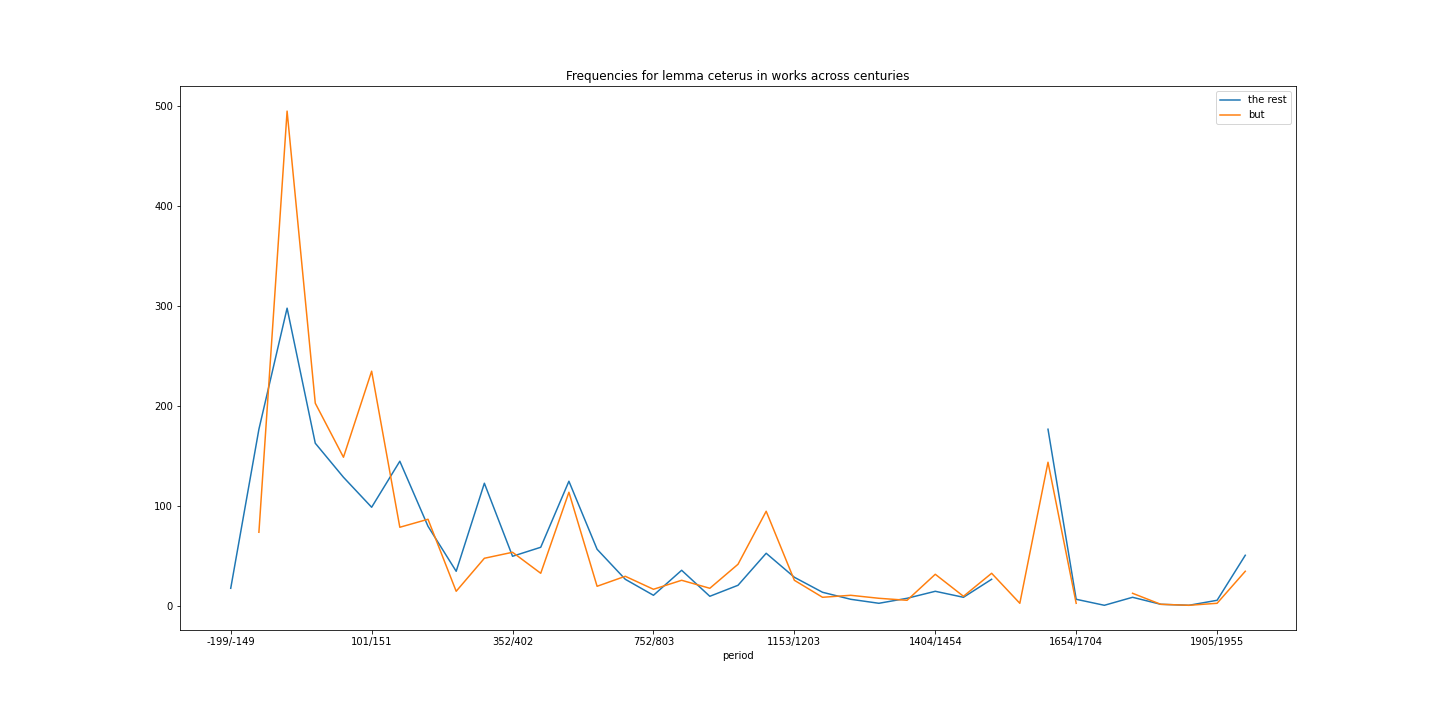 Frequencies for lemma ceterus in works across centuries
the rest
but
500
400
300
200
100
0
-199/-149 101/151 352/402 752/803 1153/1203 1404/1454 1654/1704 1905/1955
period